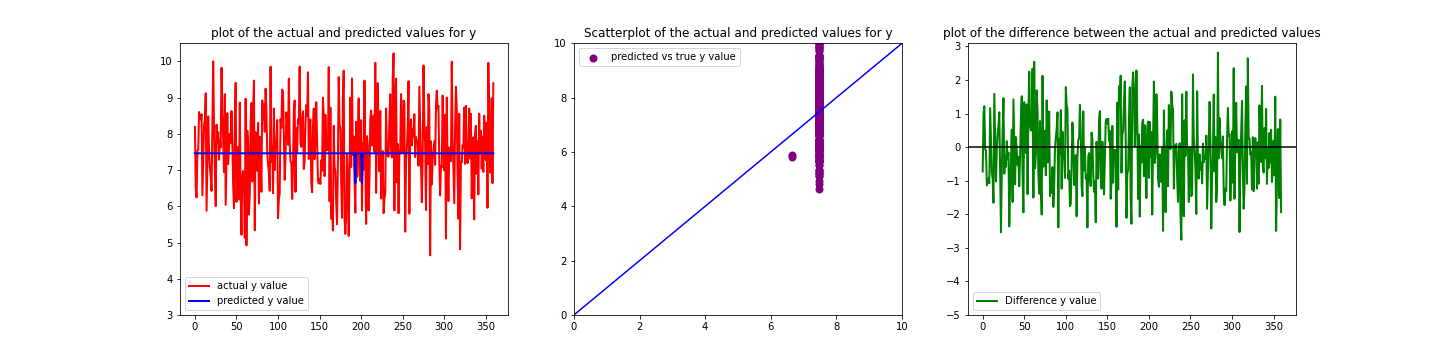 plot of the actual and predicted values for y
10
9
8
7
6
5
4
3
0 50 100 150 200 250 300 350
actual y value
predicted y value
Scatterplot of the actual and predicted values for y
predicted vs true y value
10
8
6
4
2
0
0 2 4 6 8 10
plot of the difference between the actual and predicted values
3
2
1
0
−1
−2
−3
−4
−5
0 50 100 150 200 250 300 350
Difference y value